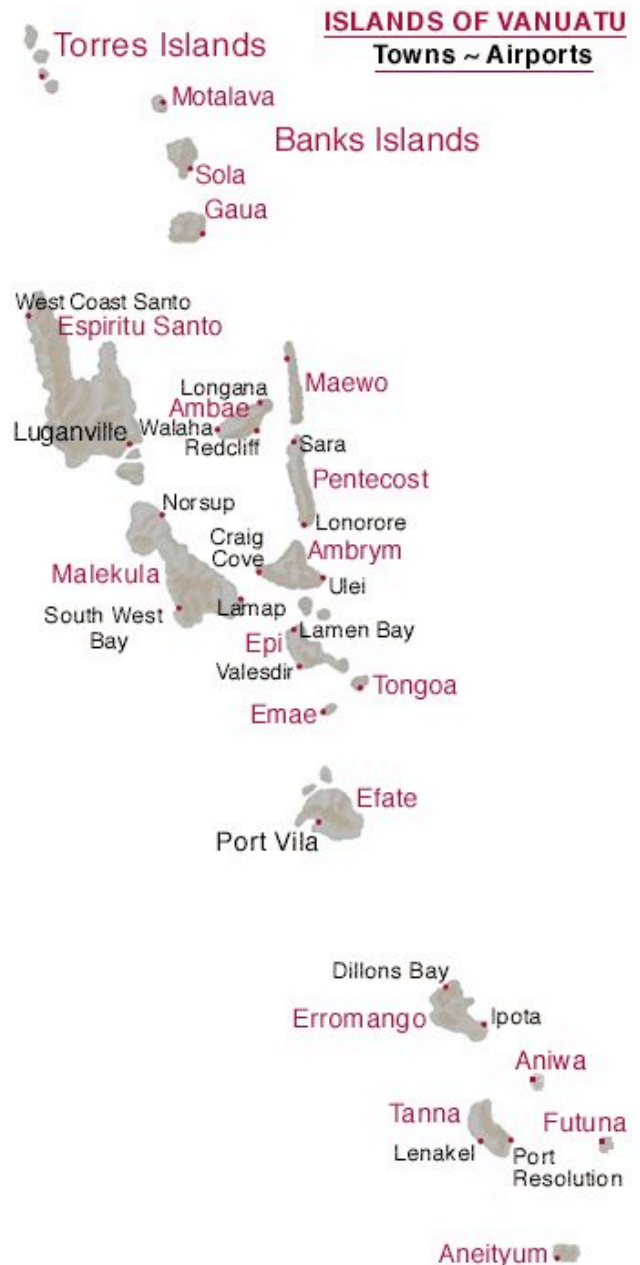 ISLANDS OF VANUATU
Towns ~ Airports
Torres Islands
Motalava
Banks Islands
Sola
Gaua
West Coast Santo
Espiritu Santo
Longana
Maewo
Ambae
Walaha
Luganville
Redcliff
Sara
Pentecost
Norsup
Lonorore
Craig
Cove
Ambrym
Malekula
Ulei
Lamap
South West
Bay
Lamen Bay
Epi
Valesdir
Tongoa
Emae
Efate
Port Vila
Dillons Bay
Erromango
Ipota
Aniwa
Tanna
Futuna
Lenakel
Port
Resolution
Aneityum